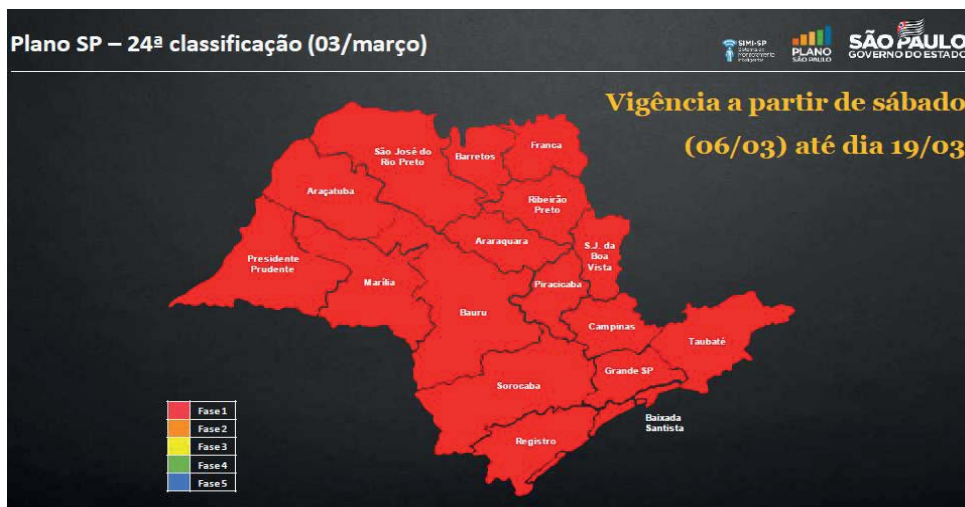 Plano SP – 24ª classificação (03/março)
SIMI-SP
PLANO
SÃO PAULO
SÃO PAULO
GOVERNO DO ESTADO
Vigência a partir de sábado
(06/03) até dia 19/03
São José do
Rio Preto
Barretos
Franca
Araçatuba
Ribeirão
Preto
Araraquara
S.J. da
Boa
Vista
Presidente
Prudente
Marília
Piracicaba
Bauru
Campinas
Taubaté
Grande SP
Sorocaba
Baixada
Santista
Registro
Fase 1
Fase 2
Fase 3
Fase 4
Fase 5